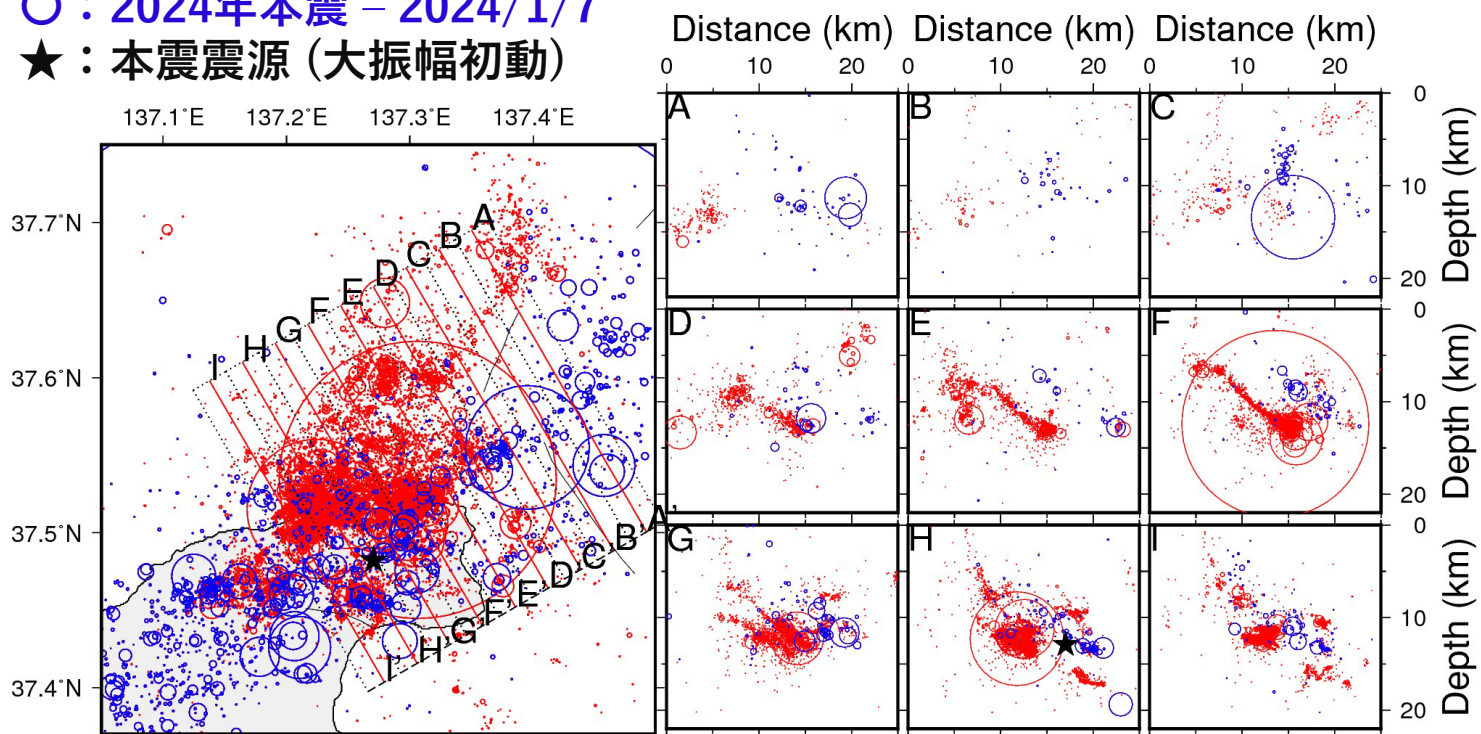 ○：2024年本震 – 2024/1/7
★：本震震源 (大振幅初動)
137.1°E 137.2°E 137.3°E 137.4°E
37.7°N
37.6°N
37.5°N
37.4°N
A
B
C
D
E
F
G
H
I
A'
B'
C'
D'
E'
F'
G'
H'
I'
Distance (km) Distance (km) Distance (km)
0 10 20 0 10 20 0 10 20
A B C
0
10
20
Depth (km)
D E F
0
10
20
Depth (km)
G H I
0
10
20
Depth (km)